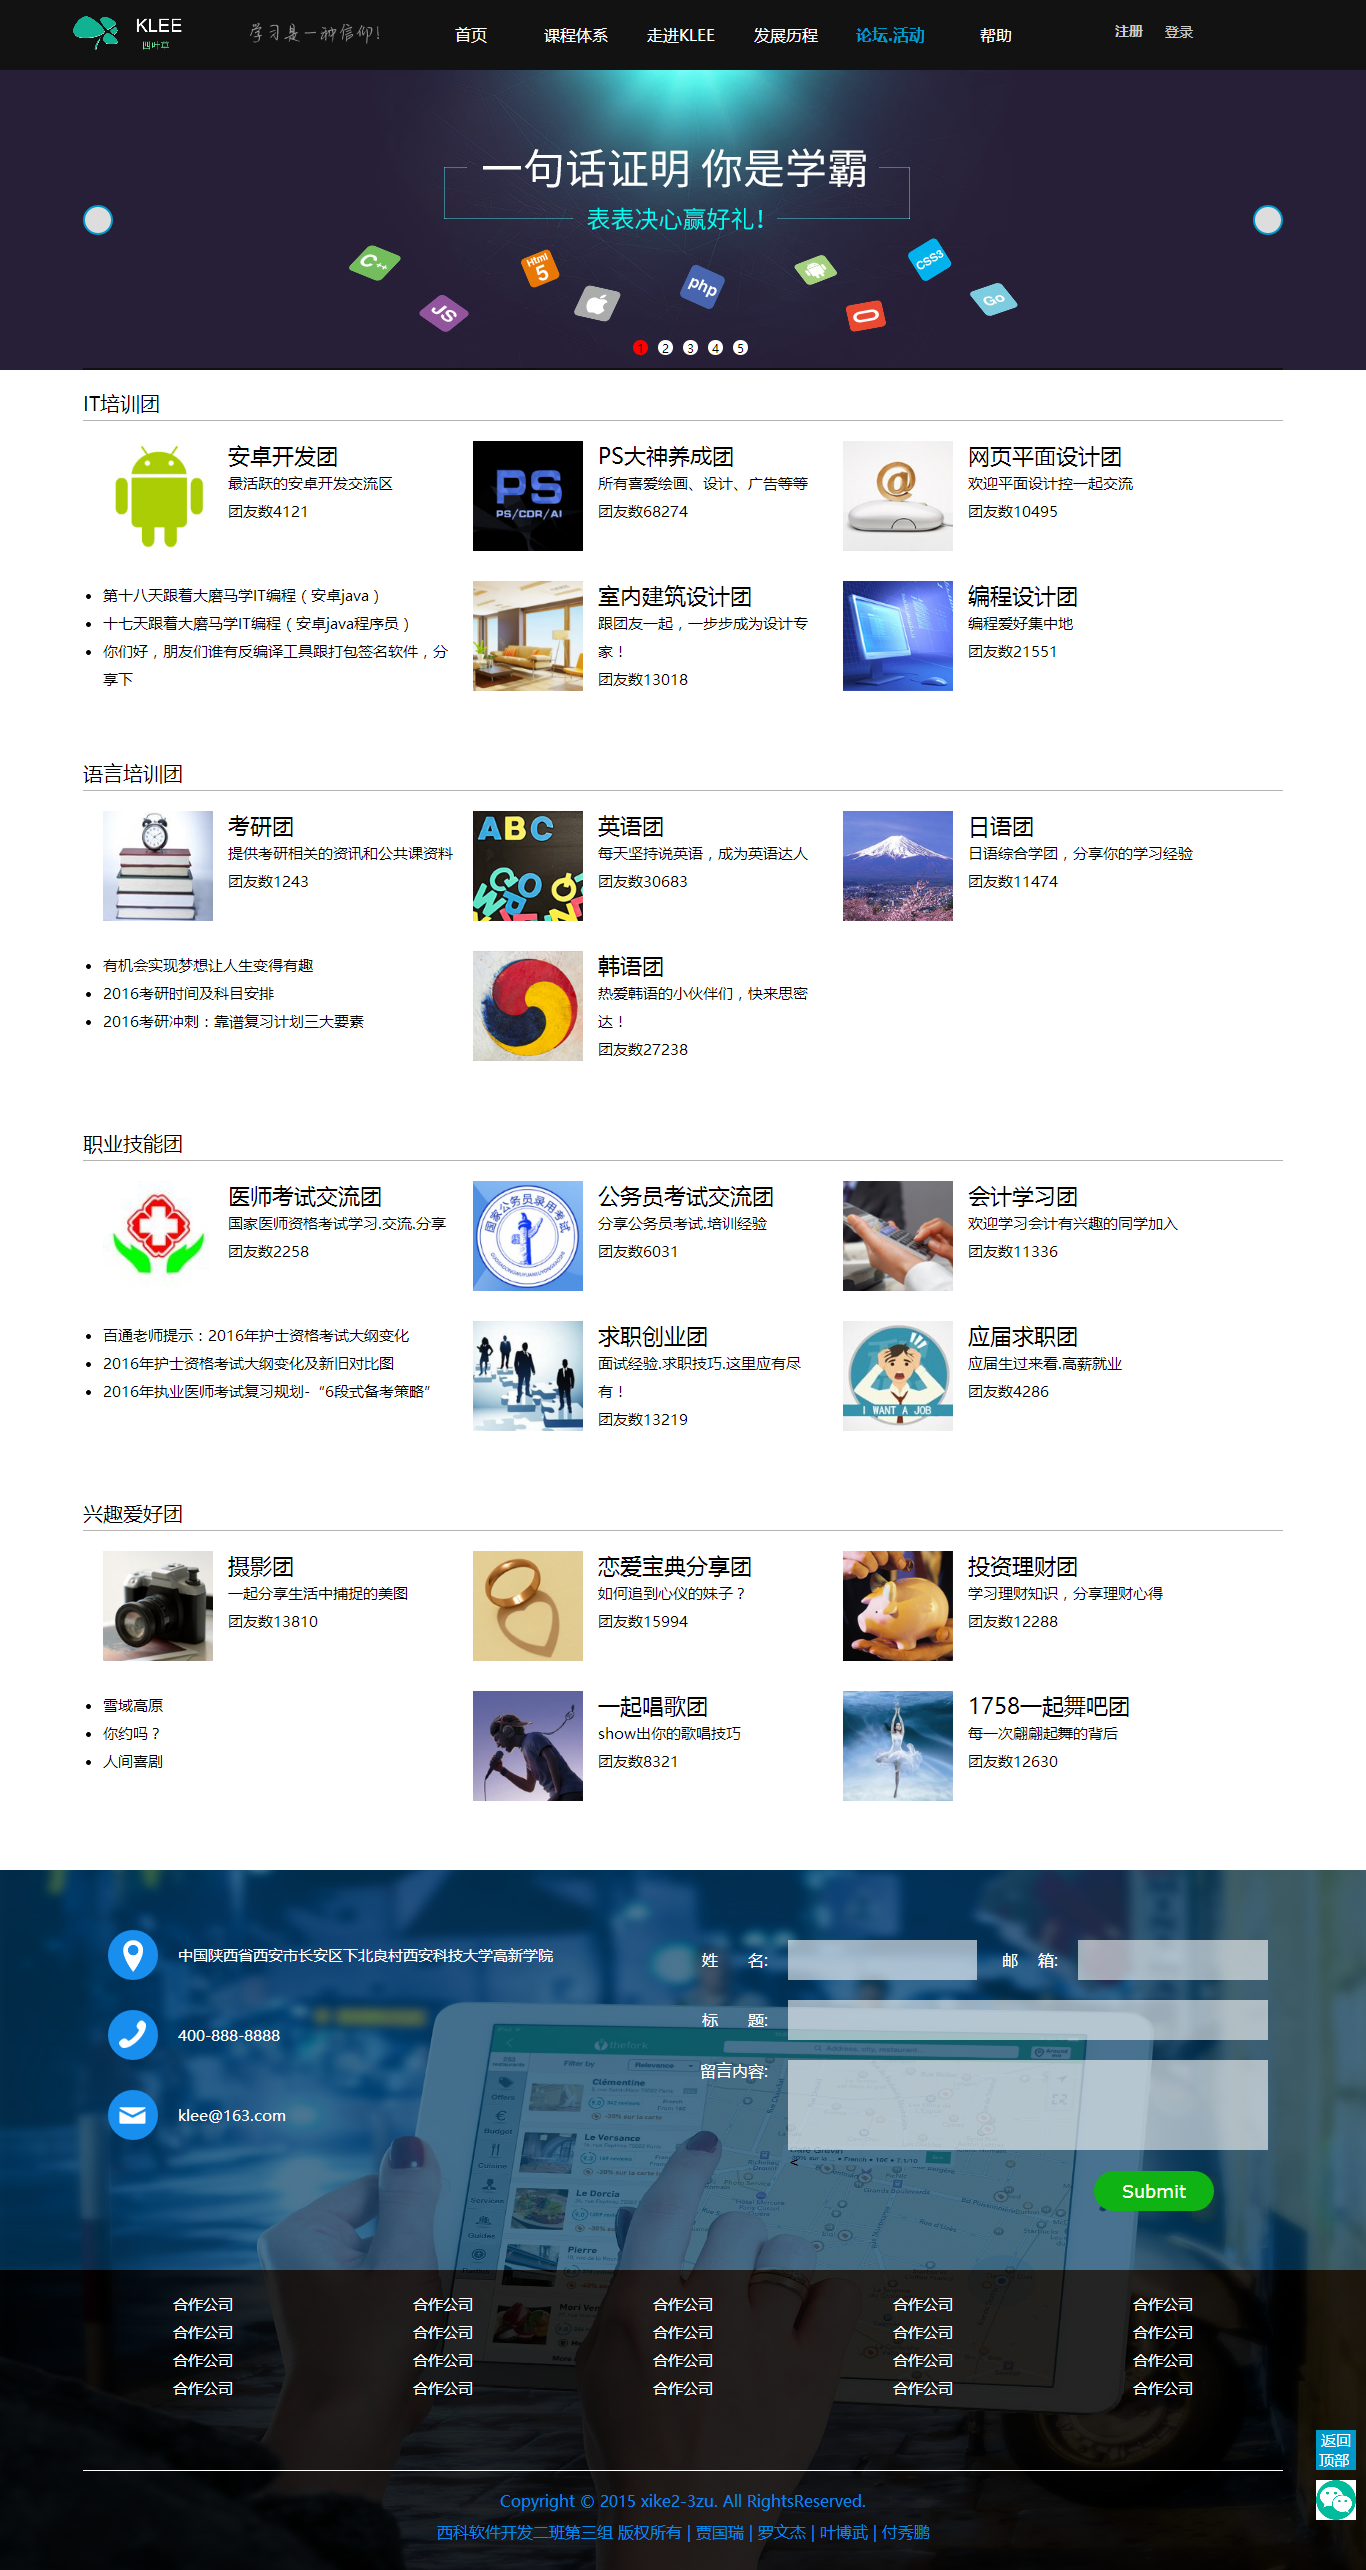 KLEE
四叶草
学习是一种信仰!
首页 课程体系 走进KLEE 发展历程 论坛.活动 帮助
注册 登录
一句话证明 你是学霸
表表决心赢好礼!
C++ JS Html 5 php CSS3 Go
1 2 3 4 5
IT培训团
安卓开发团
最活跃的安卓开发交流区
团友数4121
PS
PS/CDR/AI
PS大神养成团
所有喜爱绘画、设计、广告等等
团友数68274
网页平面设计团
欢迎平面设计控一起交流
团友数10495
第十八天跟着大磨马学IT编程（安卓java）
十七天跟着大磨马学IT编程（安卓java程序员）
你们好，朋友们谁有反编译工具跟打包签名软件，分
享下
室内建筑设计团
跟团友一起，一步步成为设计专
家！
团友数13018
编程设计团
编程爱好集中地
团友数21551
语言培训团
考研团
提供考研相关的资讯和公共课资料
团友数1243
ABC
英语团
每天坚持说英语，成为英语达人
团友数30683
日语团
日语综合学团，分享你的学习经验
团友数11474
有机会实现梦想让人生变得有趣
2016考研时间及科目安排
2016考研冲刺：靠谱复习计划三大要素
韩语团
热爱韩语的小伙伴们，快来思密
达！
团友数27238
职业技能团
医师考试交流团
国家医师资格考试学习.交流.分享
团友数2258
国家公务员录用考试
公务员考试交流团
分享公务员考试.培训经验
团友数6031
会计学习团
欢迎学习会计有兴趣的同学加入
团友数11336
百通老师提示：2016年护士资格考试大纲变化
2016年护士资格考试大纲变化及新旧对比图
2016年执业医师考试复习规划-“6段式备考策略”
求职创业团
面试经验.求职技巧.这里应有尽
有！
团友数13219
I WANT A JOB
应届求职团
应届生过来看.高薪就业
团友数4286
兴趣爱好团
摄影团
一起分享生活中捕捉的美图
团友数13810
恋爱宝典分享团
如何追到心仪的妹子？
团友数15994
投资理财团
学习理财知识，分享理财心得
团友数12288
雪域高原
你约吗？
人间喜剧
一起唱歌团
show出你的歌唱技巧
团友数8321
1758一起舞吧团
每一次翩翩起舞的背后
团友数12630
中国陕西省西安市长安区下北良村西安科技大学高新学院
400-888-8888
klee@163.com
姓 名: 邮 箱:
标 题:
留言内容:
<
Submit
thefork
Filter by Relevance
Address, city, restaurant...
Clémentine
Le Versance
Le Dorcia
Pierre
Offers
Budget
Cuisine
Services
Guides
合作公司 合作公司 合作公司 合作公司 合作公司
合作公司 合作公司 合作公司 合作公司 合作公司
合作公司 合作公司 合作公司 合作公司 合作公司
合作公司 合作公司 合作公司 合作公司 合作公司
返回
顶部
Copyright © 2015 xike2-3zu. All RightsReserved.
西科软件开发二班第三组 版权所有 | 贾国瑞 | 罗文杰 | 叶博武 | 付秀鹏